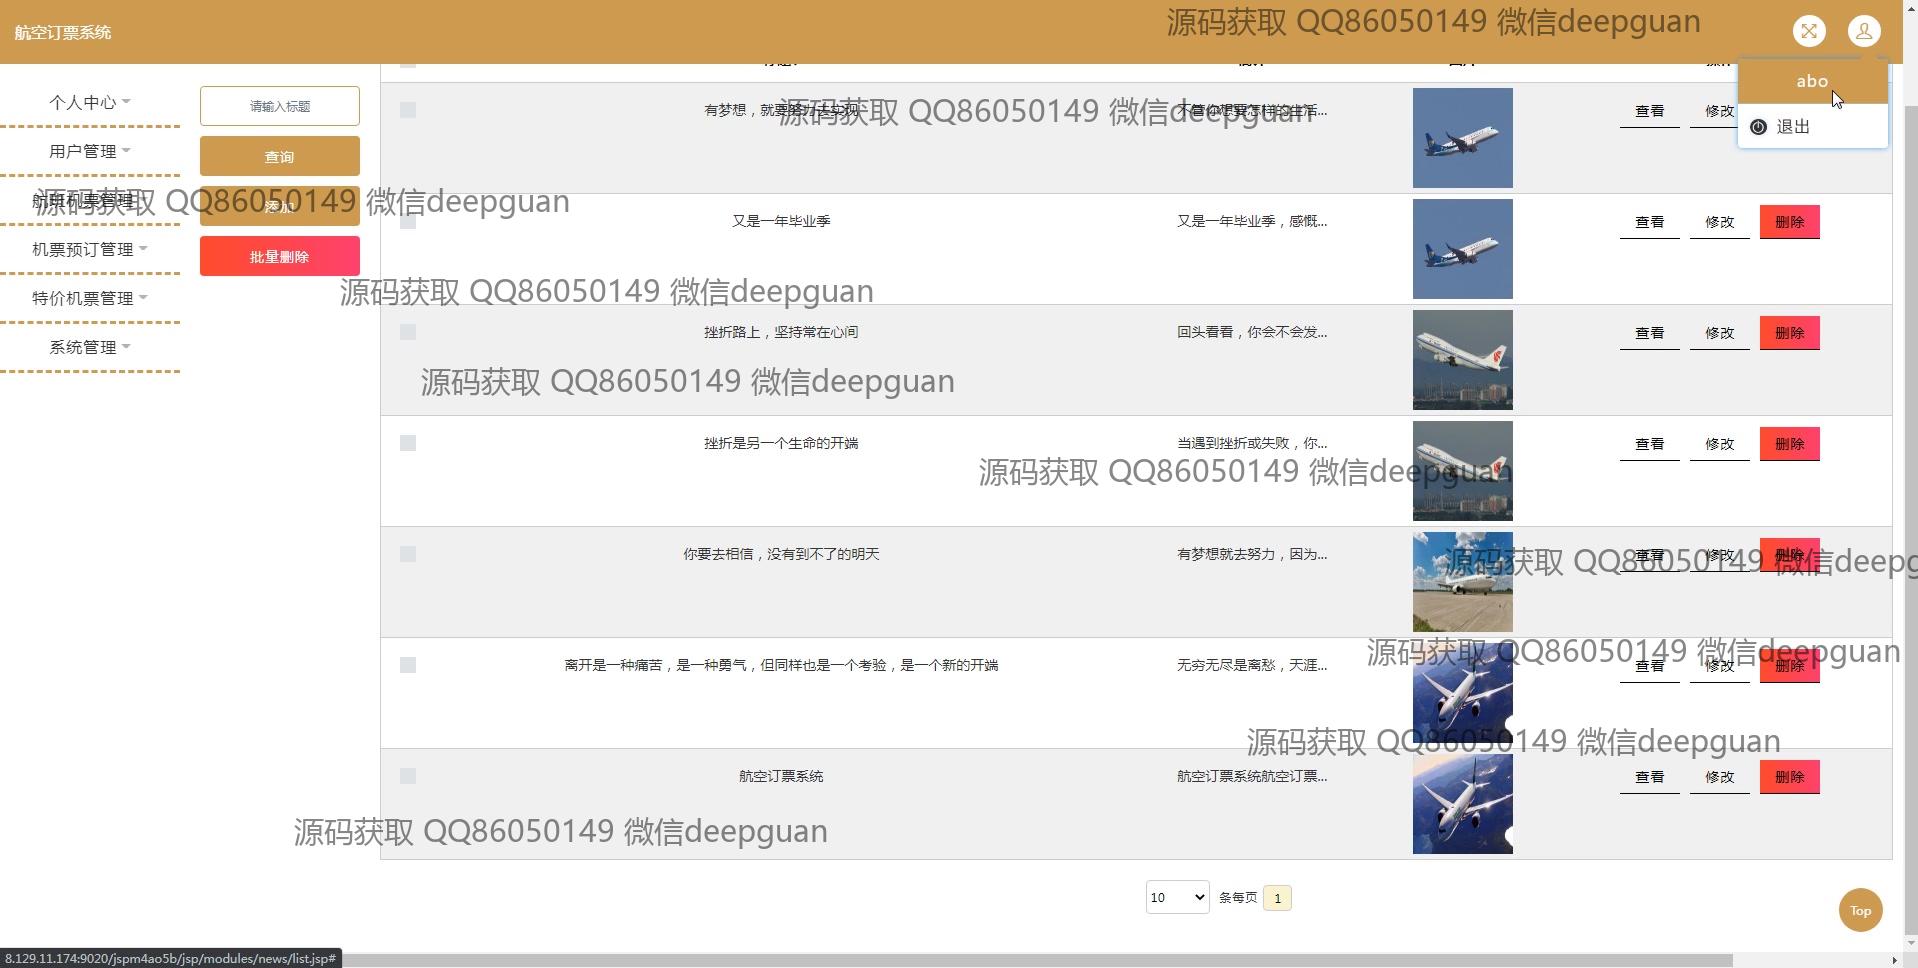 航空订票系统
源码获取 QQ86050149 微信deepguan
abo
退出
个人中心
用户管理
航班机票管理
机票预订管理
特价机票管理
系统管理
请输入标题
查询
添加
批量删除
有梦想，就要努力去实现 不管你想要怎样的生活... 查看 修改
源码获取 QQ86050149 微信deepguan
源码获取 QQ86050149 微信deepguan
又是一年毕业季 又是一年毕业季，感慨... 查看 修改 删除
源码获取 QQ86050149 微信deepguan
挫折路上，坚持常在心间 回头看看，你会不会发... 查看 修改 删除
源码获取 QQ86050149 微信deepguan
挫折是另一个生命的开端 当遇到挫折或失败，你... 查看 修改 删除
源码获取 QQ86050149 微信deepguan
你要去相信，没有到不了的明天 有梦想就去努力，因为... 查看 修改 删除
源码获取 QQ86050149 微信deepg
离开是一种痛苦，是一种勇气，但同样也是一个考验，是一个新的开端 无穷无尽是离愁，天涯... 查看 修改 删除
源码获取 QQ86050149 微信deepguan
源码获取 QQ86050149 微信deepguan
航空订票系统 航空订票系统航空订票... 查看 修改 删除
源码获取 QQ86050149 微信deepguan
10 条每页 1
Top
8.129.11.174:9020/jspm4ao5b/jsp/modules/news/list.jsp#